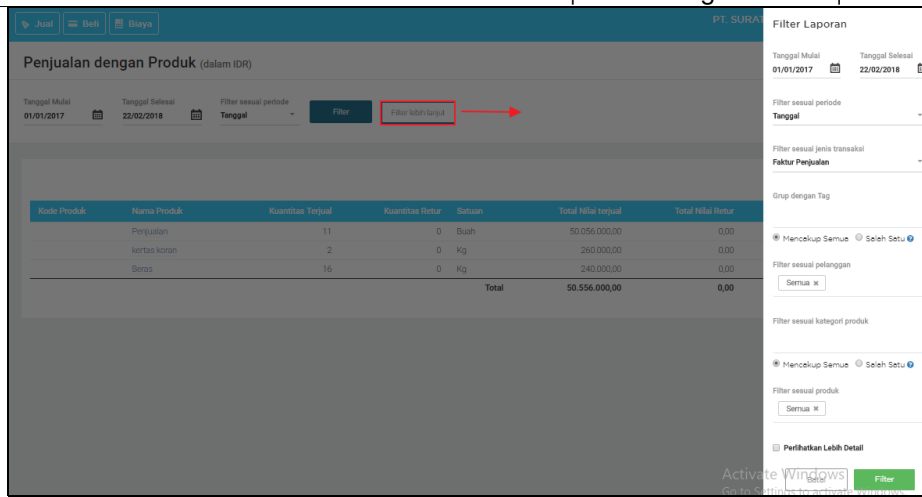 Jual Beli Biaya PT. SURAT
Penjualan dengan Produk (dalam IDR)
Tanggal Mulai Tanggal Selesai Filter sesuai periode
01/01/2017 22/02/2018 Tanggal Filter Filter lebih lanjut
Kode Produk Nama Produk Kuantitas Terjual Kuantitas Retur Satuan Total Nilai terjual Total Nilai Retur
Penjualan 11 0 Buah 50.056.000,00 0,00
kertas koran 2 0 Kg 260.000,00 0,00
Beras 16 0 Kg 240.000,00 0,00
Total 50.556.000,00 0,00
Filter Laporan
Tanggal Mulai Tanggal Selesai
01/01/2017 22/02/2018
Filter sesuai periode
Tanggal
Filter sesuai jenis transaksi
Faktur Penjualan
Grup dengan Tag
Mencakup Semua Salah Satu
Filter sesuai pelanggan
Semua
Filter sesuai kategori produk
Mencakup Semua Salah Satu
Filter sesuai produk
Semua
Perlihatkan Lebih Detail
Batal Filter
Activate Windows
Go to Settings to activate Windows.